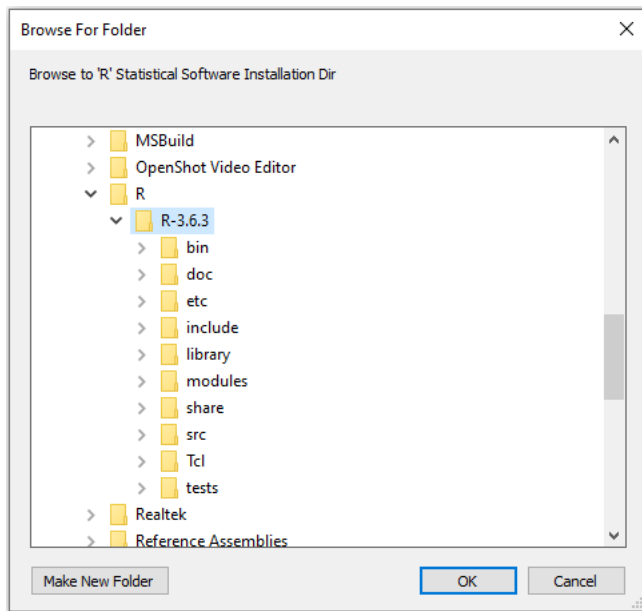 Browse For Folder
Browse to 'R' Statistical Software Installation Dir
MSBuild
OpenShot Video Editor
R
R-3.6.3
bin
doc
etc
include
library
modules
share
src
Tcl
tests
Realtek
Reference Assemblies
Make New Folder OK Cancel